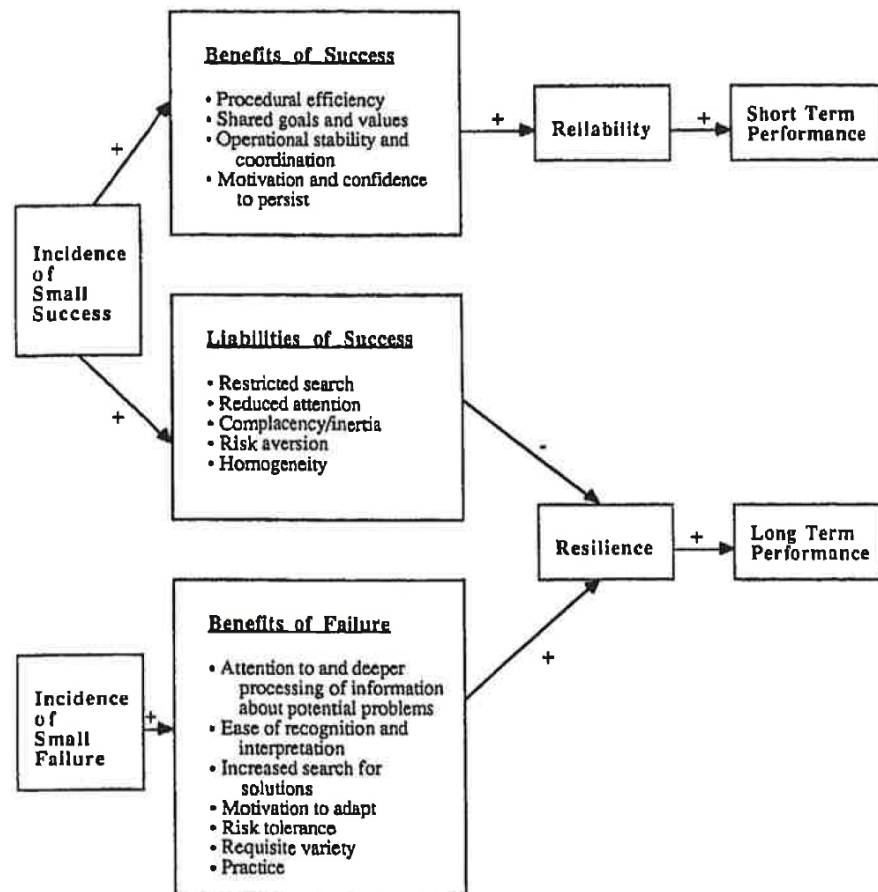 Benefits of Success
• Procedural efficiency
• Shared goals and values
• Operational stability and
coordination
• Motivation and confidence
to persist
+
Reliability
+
Short Term
Performance
+
Incidence
of
Small
Success
+
Liabilities of Success
• Restricted search
• Reduced attention
• Complacency/inertia
• Risk aversion
• Homogeneity
-
Resilience
+
Long Term
Performance
Incidence
of
Small
Failure
+
Benefits of Failure
• Attention to and deeper
processing of information
about potential problems
• Ease of recognition and
interpretation
• Increased search for
solutions
• Motivation to adapt
• Risk tolerance
• Requisite variety
• Practice
+